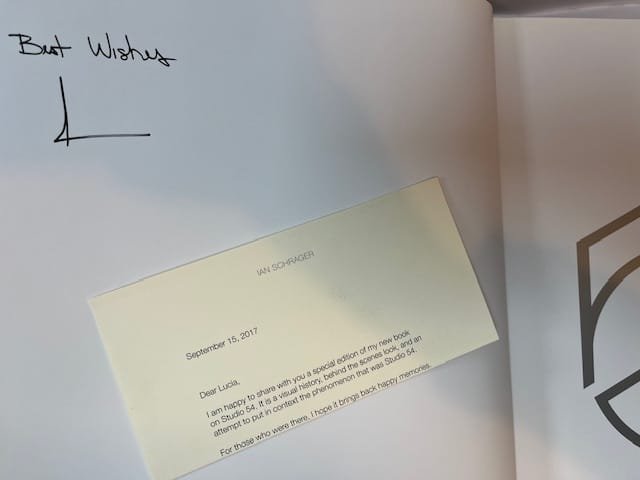 Best Wishes
IAN SCHRAGER
September 15, 2017
Dear Lucia,
I am happy to share with you a special edition of my new book
on Studio 54. It is a visual history, behind the scenes look, and an
attempt to put in context the phenomenon that was Studio 54.
For those who were there, I hope it brings back happy memories.